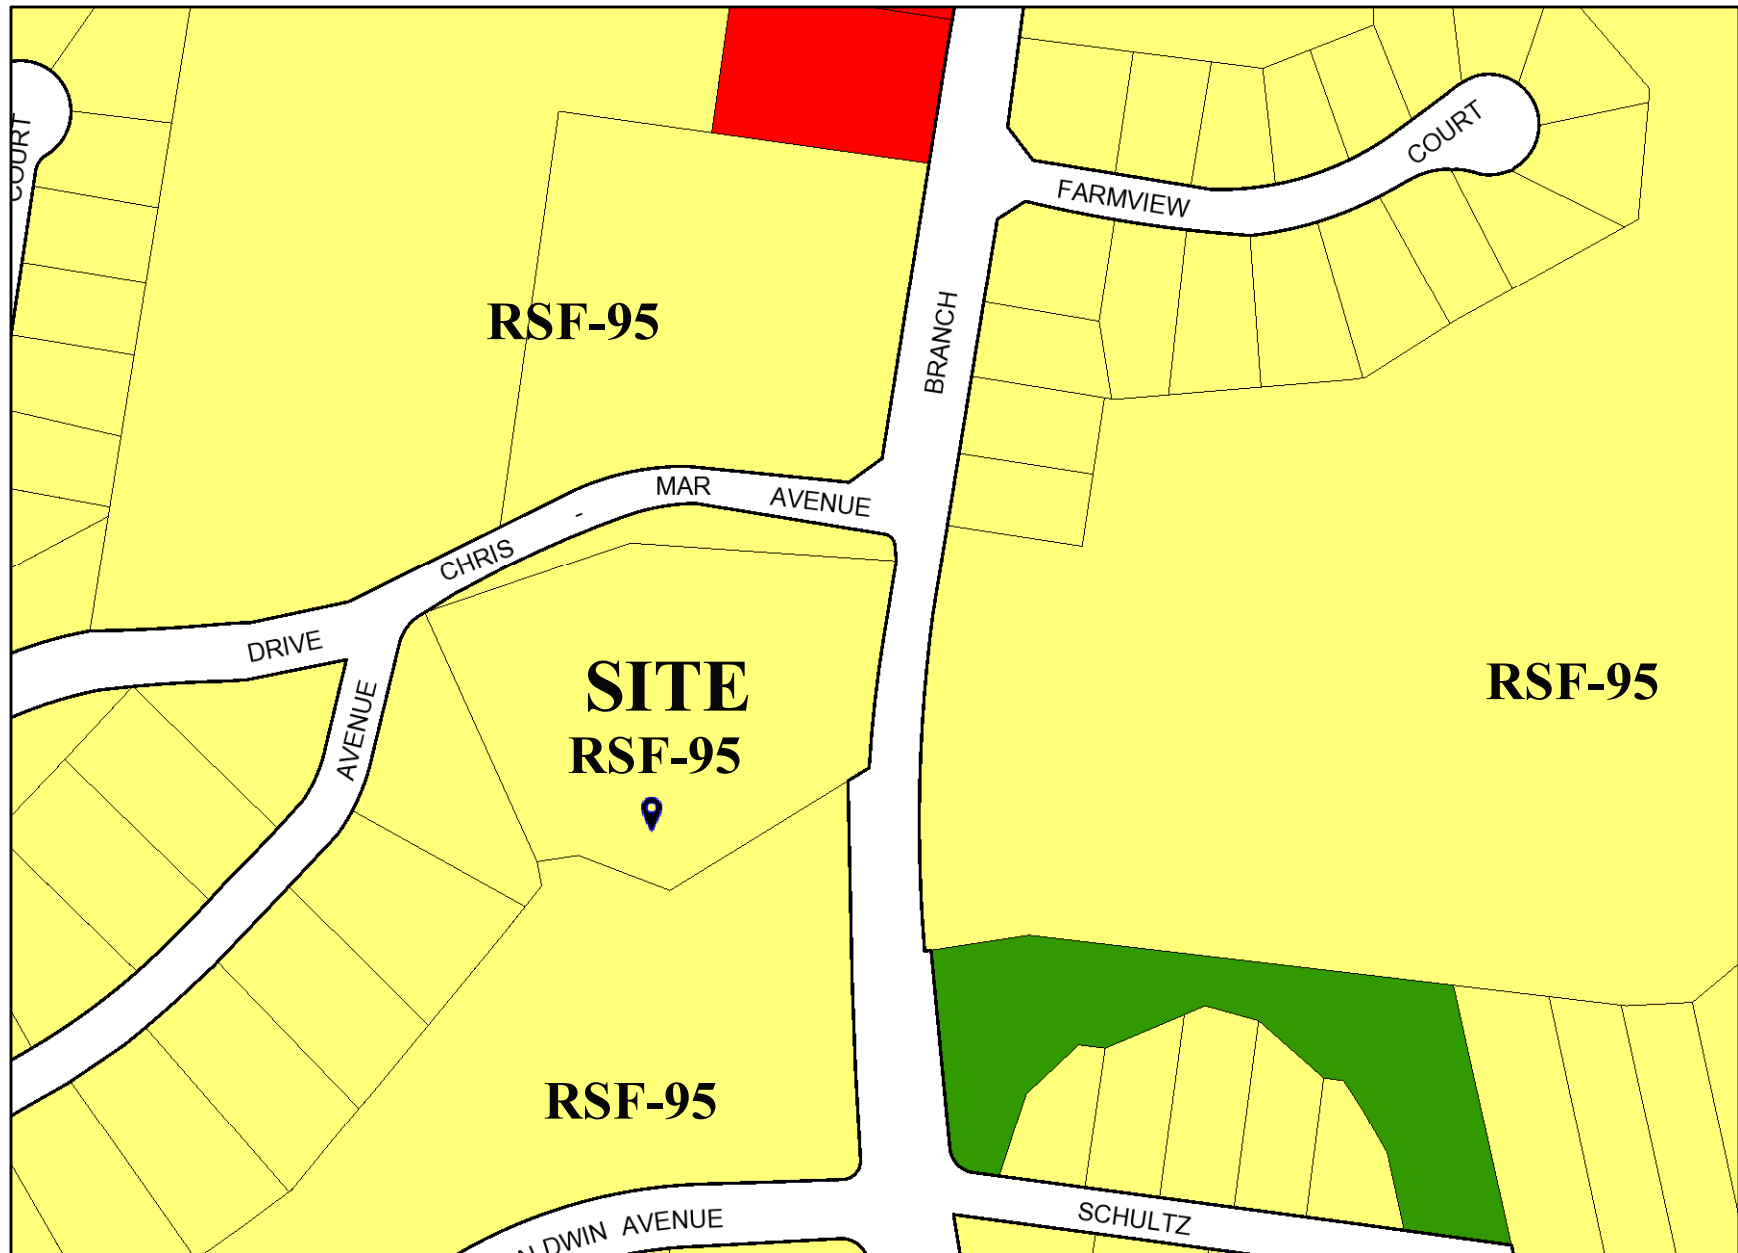 COURT
COURT
FARMVIEW
RSF-95
BRANCH
MAR AVENUE
CHRIS -
DRIVE
AVENUE
SITE
RSF-95
RSF-95
RSF-95
ALDWIN AVENUE
SCHULTZ